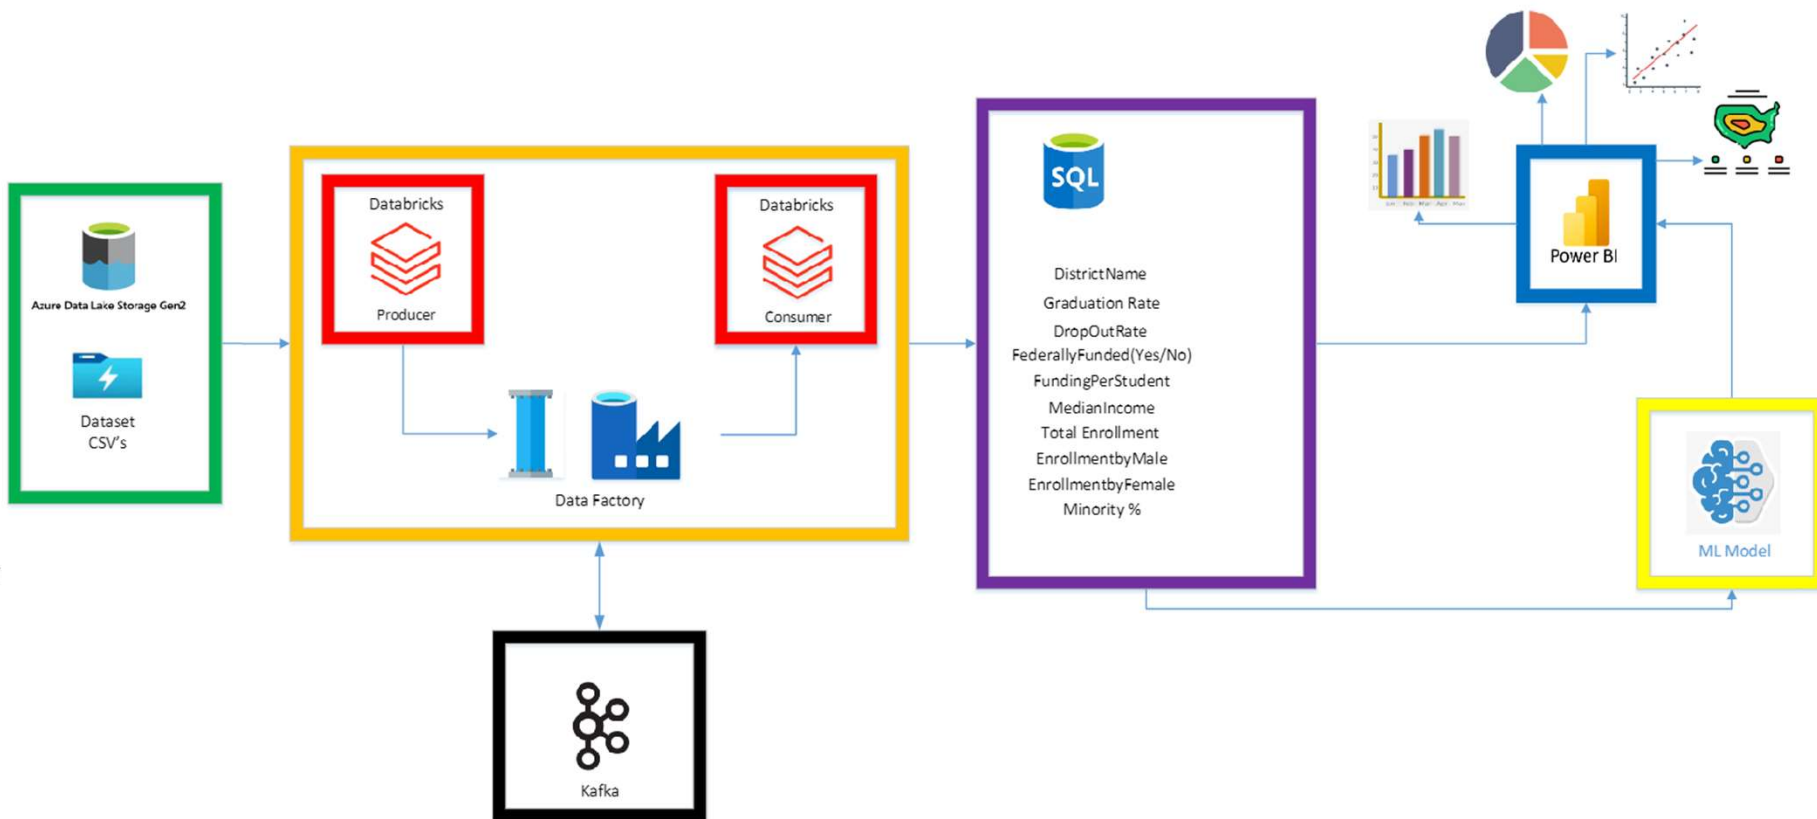 Azure Data Lake Storage Gen2
Dataset
CSV's
Databricks
Producer
Databricks
Consumer
Data Factory
Kafka
SQL
DistrictName
Graduation Rate
DropOutRate
FederallyFunded(Yes/No)
FundingPerStudent
MedianIncome
Total Enrollment
EnrollmentbyMale
EnrollmentbyFemale
Minority %
Power BI
ML Model